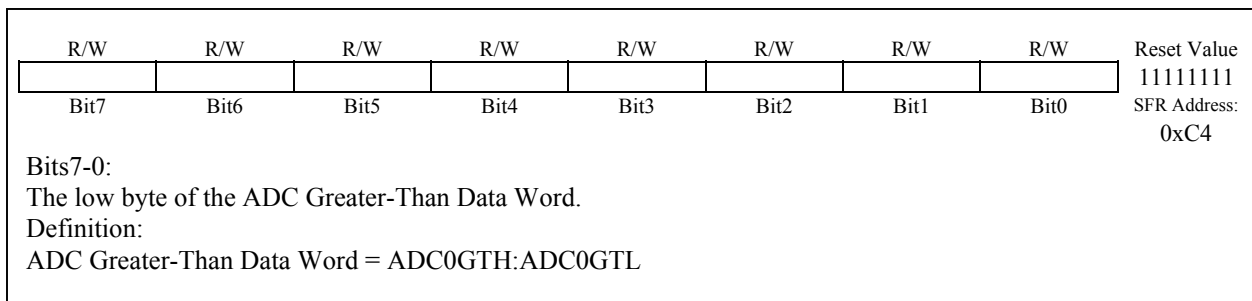 R/W R/W R/W R/W R/W R/W R/W R/W Reset Value
11111111
Bit7 Bit6 Bit5 Bit4 Bit3 Bit2 Bit1 Bit0 SFR Address:
0xC4
Bits7-0:
The low byte of the ADC Greater-Than Data Word.
Definition:
ADC Greater-Than Data Word = ADC0GTH:ADC0GTL